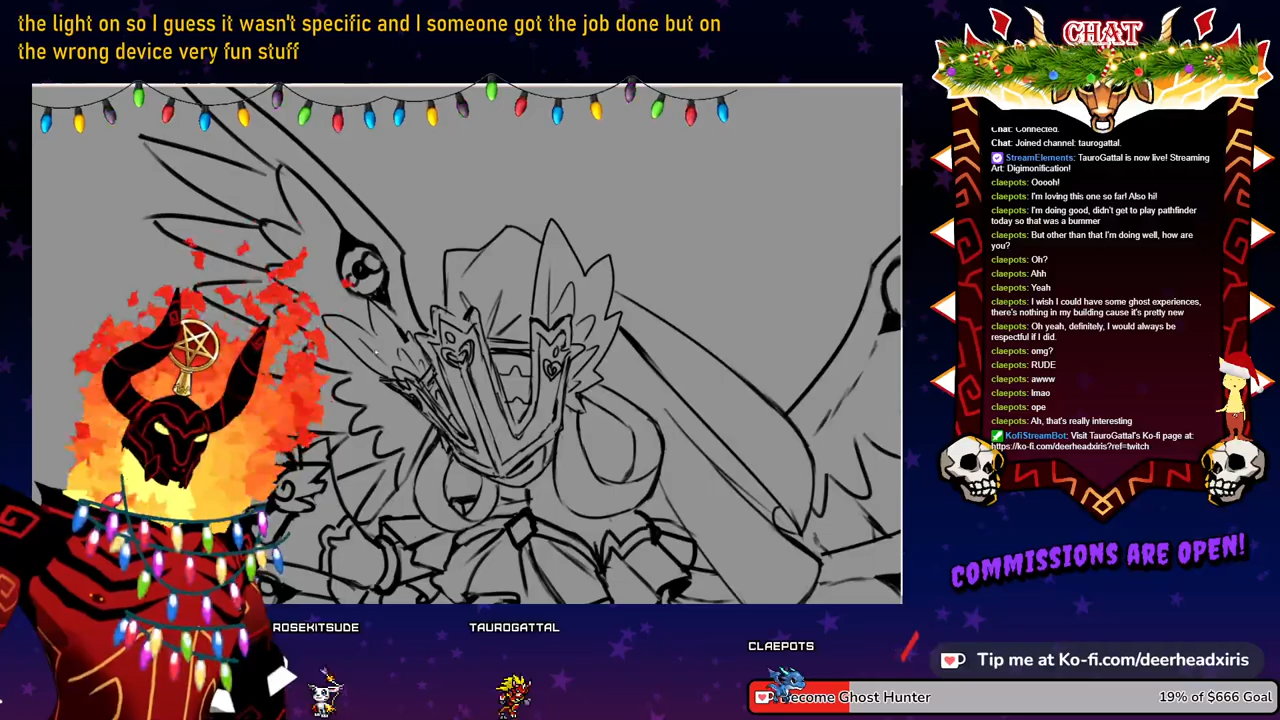 the light on so I guess it wasn't specific and I someone got the job done but on
the wrong device very fun stuff
CHAT
Chat: Connected.
Chat: Joined channel: taurogattal.
StreamElements: TauroGattal is now live! Streaming
Art: Digimonification!
claepots: Ooooh!
claepots: I'm loving this one so far! Also hi!
claepots: I'm doing good, didn't get to play pathfinder
today so that was a bummer
claepots: But other than that I'm doing well, how are
you?
claepots: Oh?
claepots: Ahh
claepots: Yeah
claepots: I wish I could have some ghost experiences,
there's nothing in my building cause it's pretty new
claepots: Oh yeah, definitely, I would always be
respectful if I did.
claepots: omg?
claepots: RUDE
claepots: awww
claepots: lmao
claepots: ope
claepots: Ah, that's really interesting
KofiStreamBot: Visit TauroGattal's Ko-fi page at:
https://ko-fi.com/deerheadxiris?ref=twitch
COMMISSIONS ARE OPEN!
ROSEKITSUDE
TAUROGATTAL
CLAEPOTS
Tip me at Ko-fi.com/deerheadxiris
Become Ghost Hunter
19% of $666 Goal